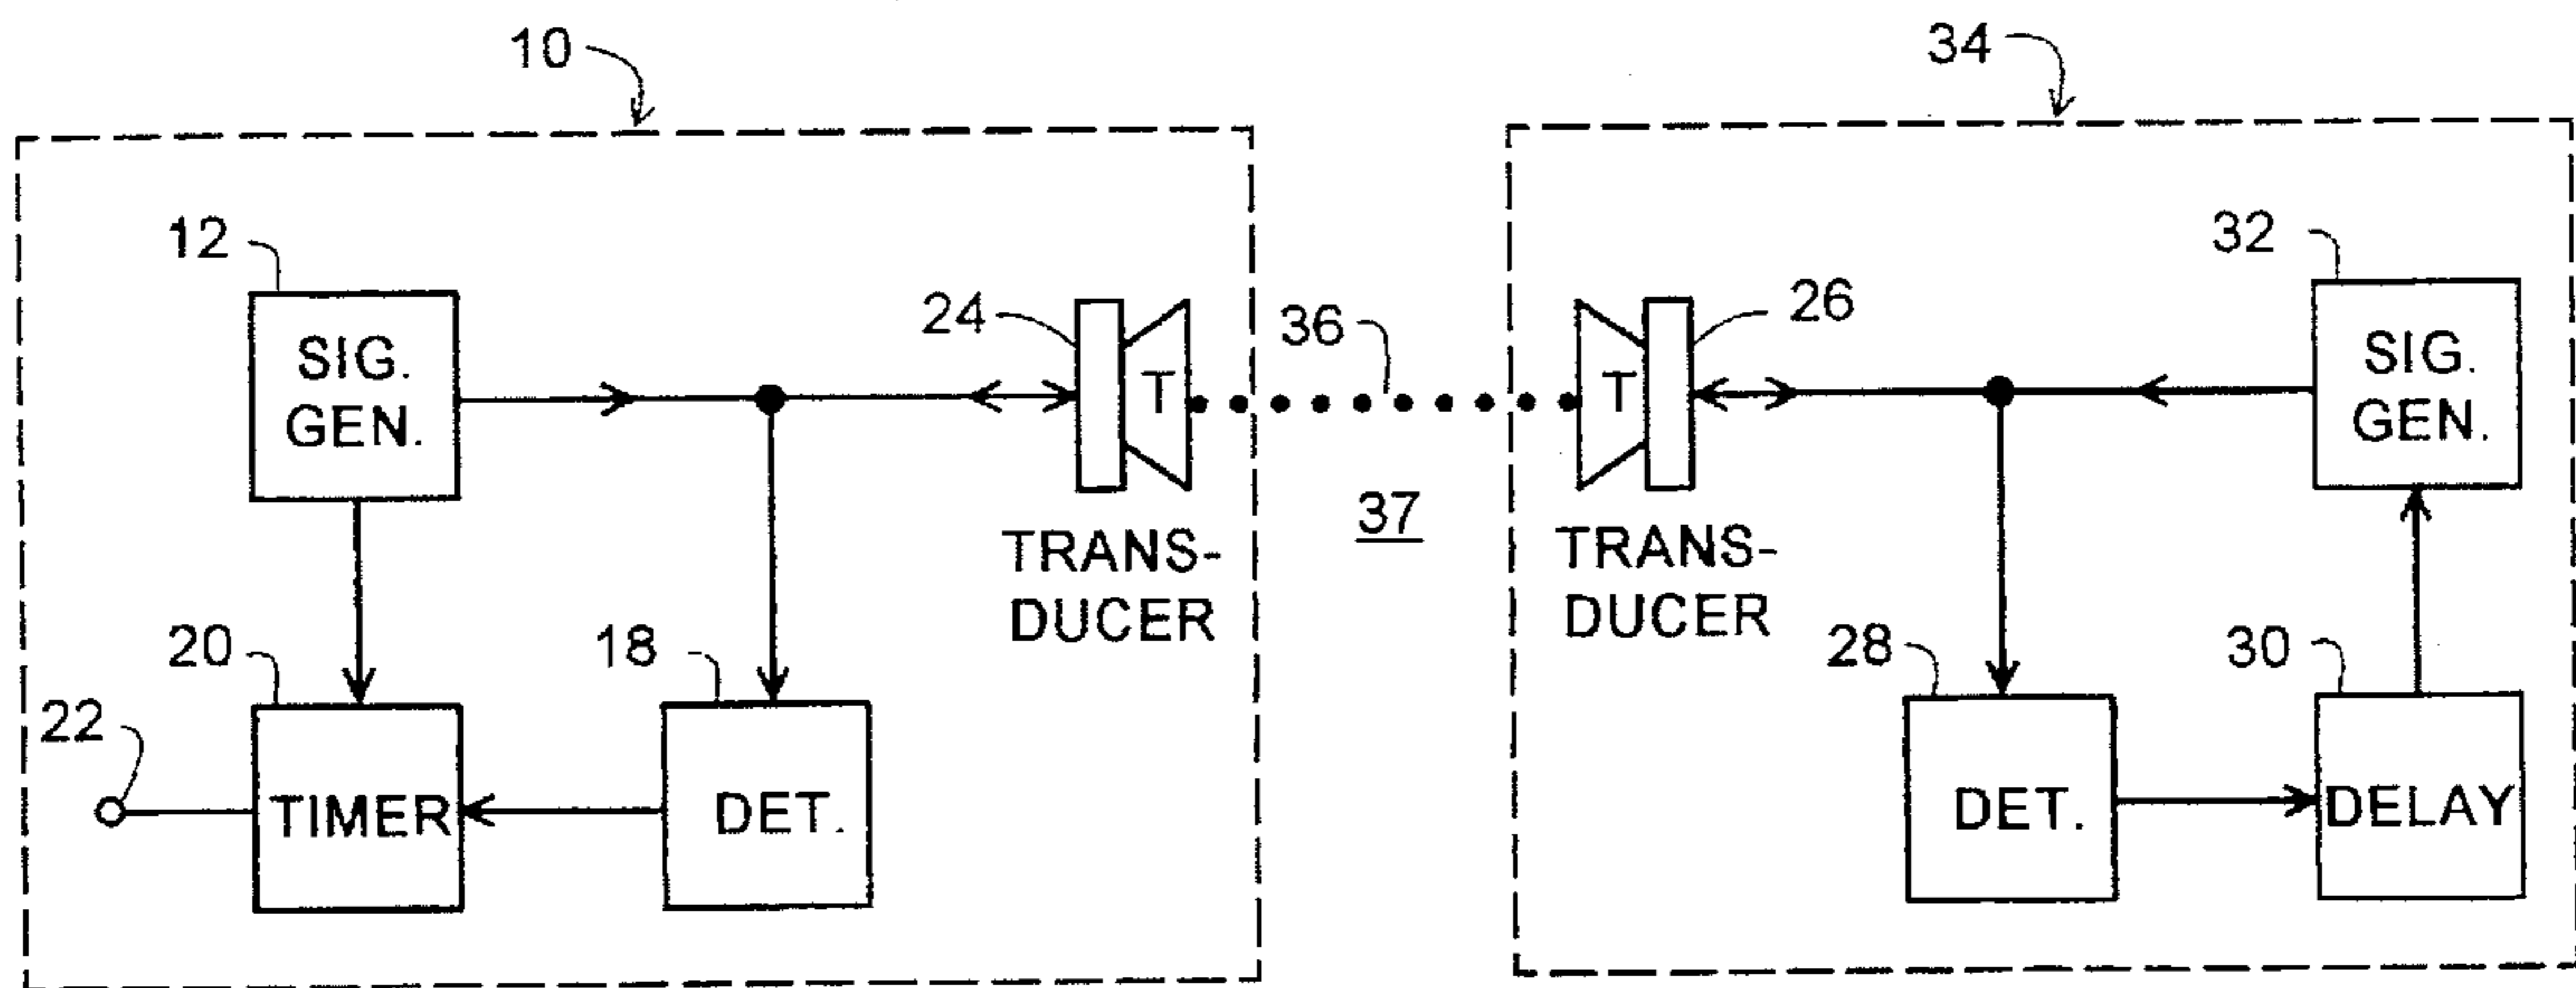 10
34
12
SIG.
GEN.
24
T
36
T
26
32
SIG.
GEN.
37
TRANS-
DUCER
TRANS-
DUCER
20
18
22
TIMER
DET.
28
30
DET.
DELAY